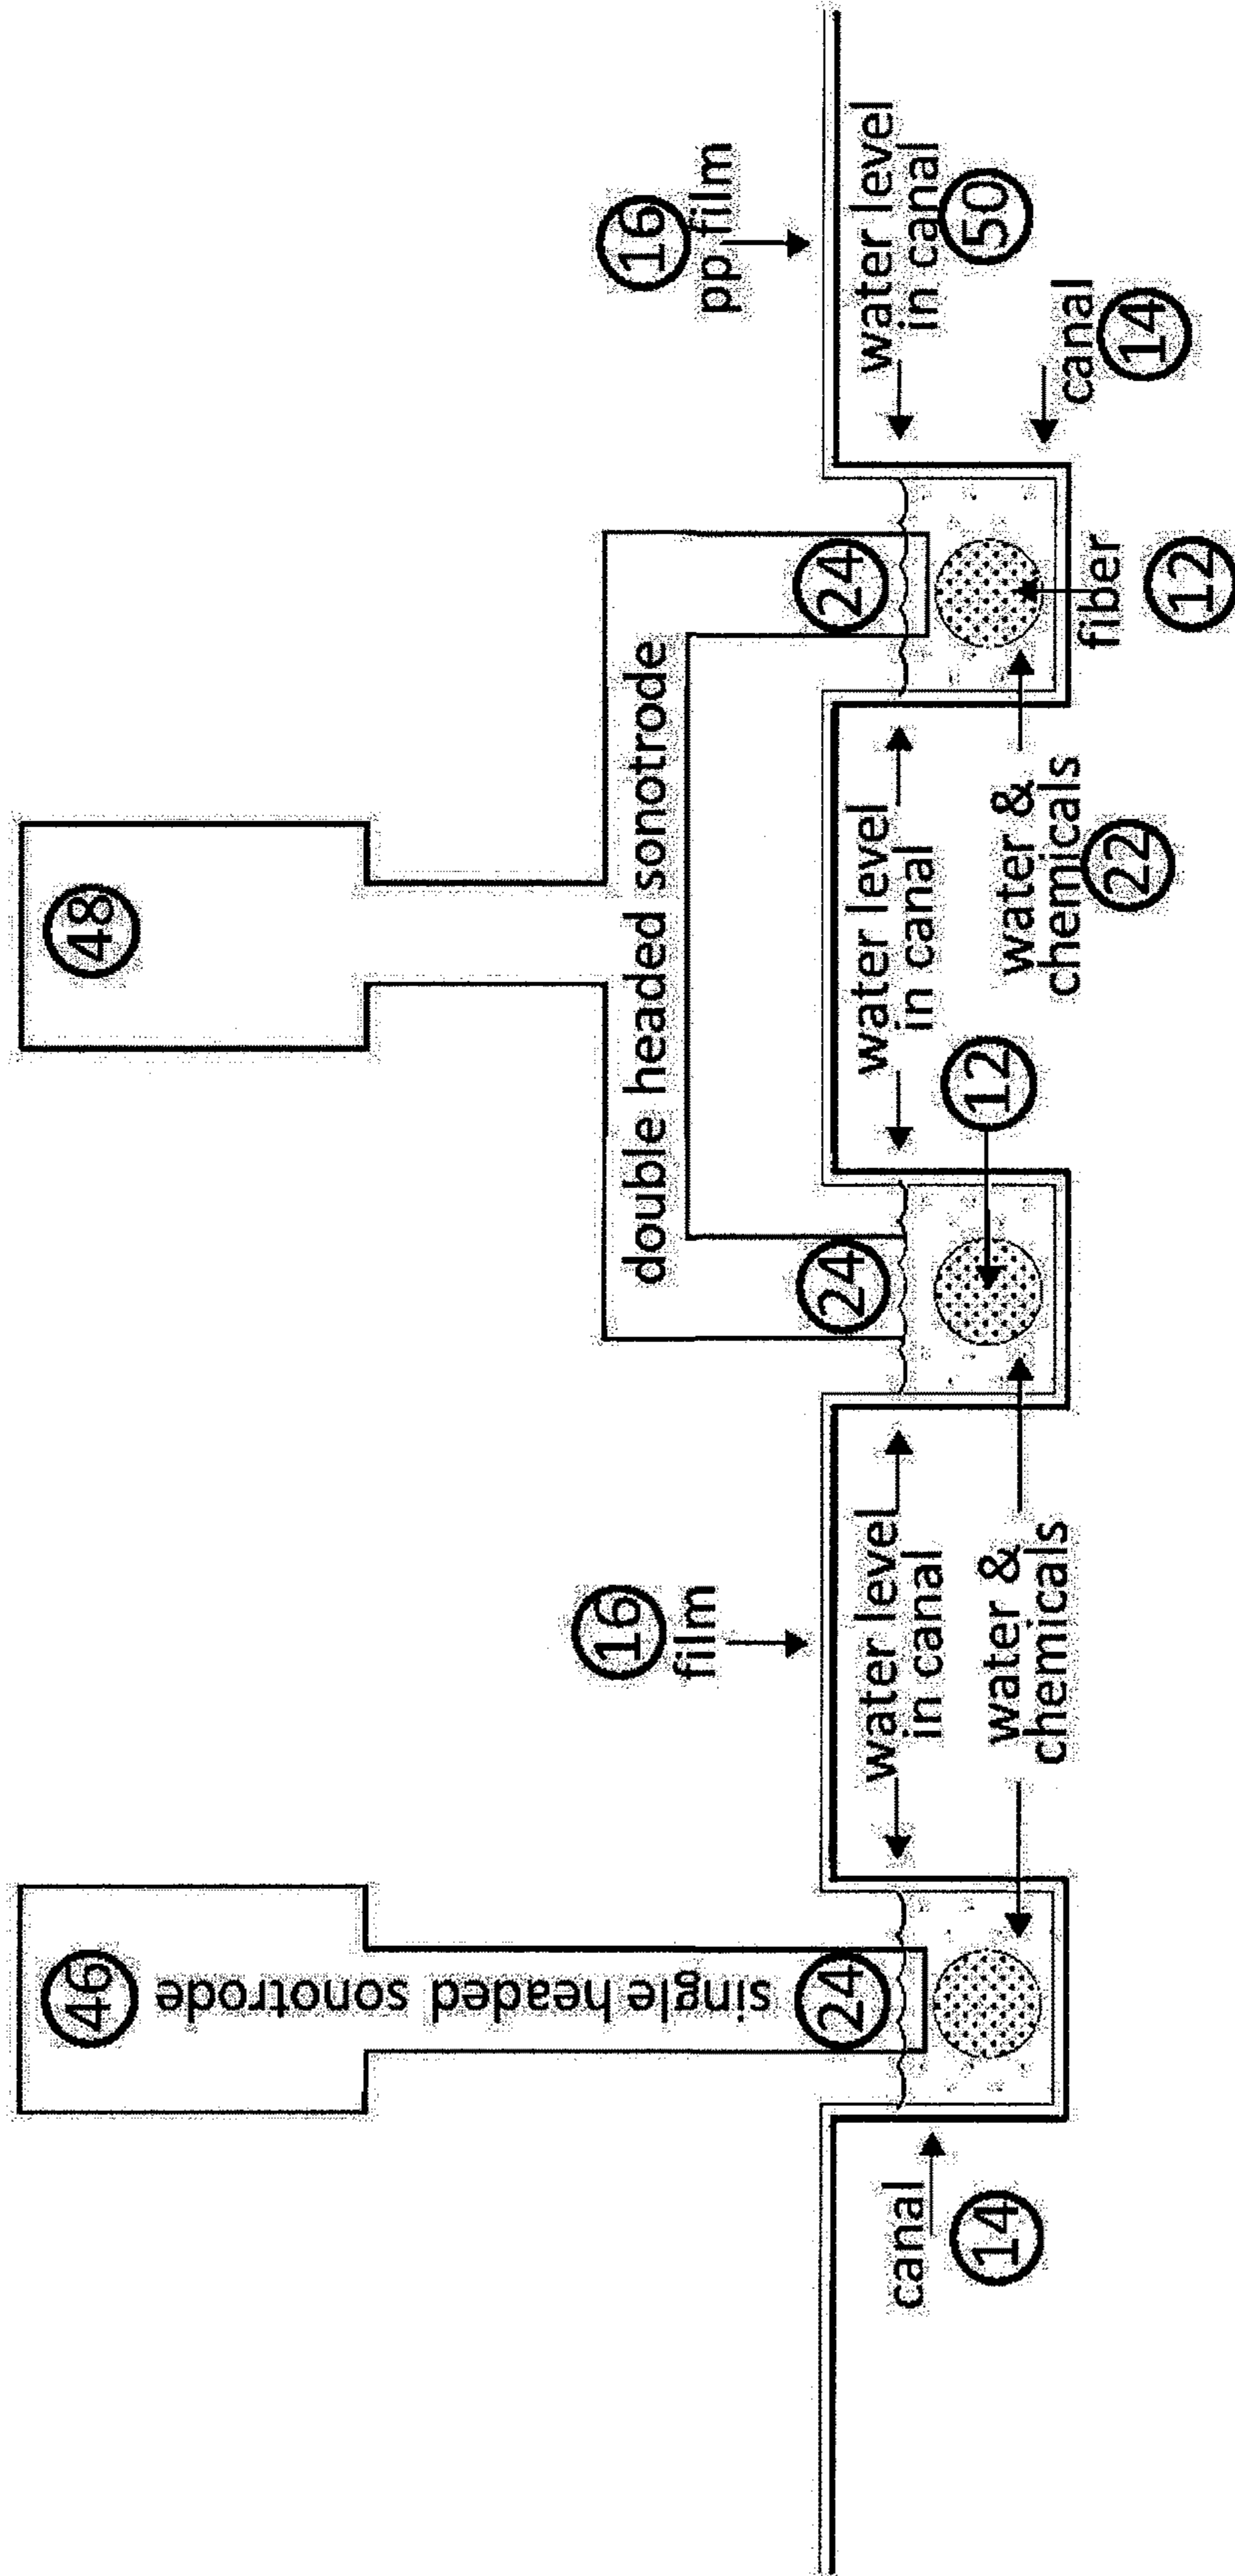 46
single headed sonotrode
24
canal
14
16
film
water level
in canal
water &
chemicals
48
double headed sonotrode
24
24
12
water level
in canal
water &
chemicals
22
16
pp film
water level
in canal
50
canal
14
fiber
12